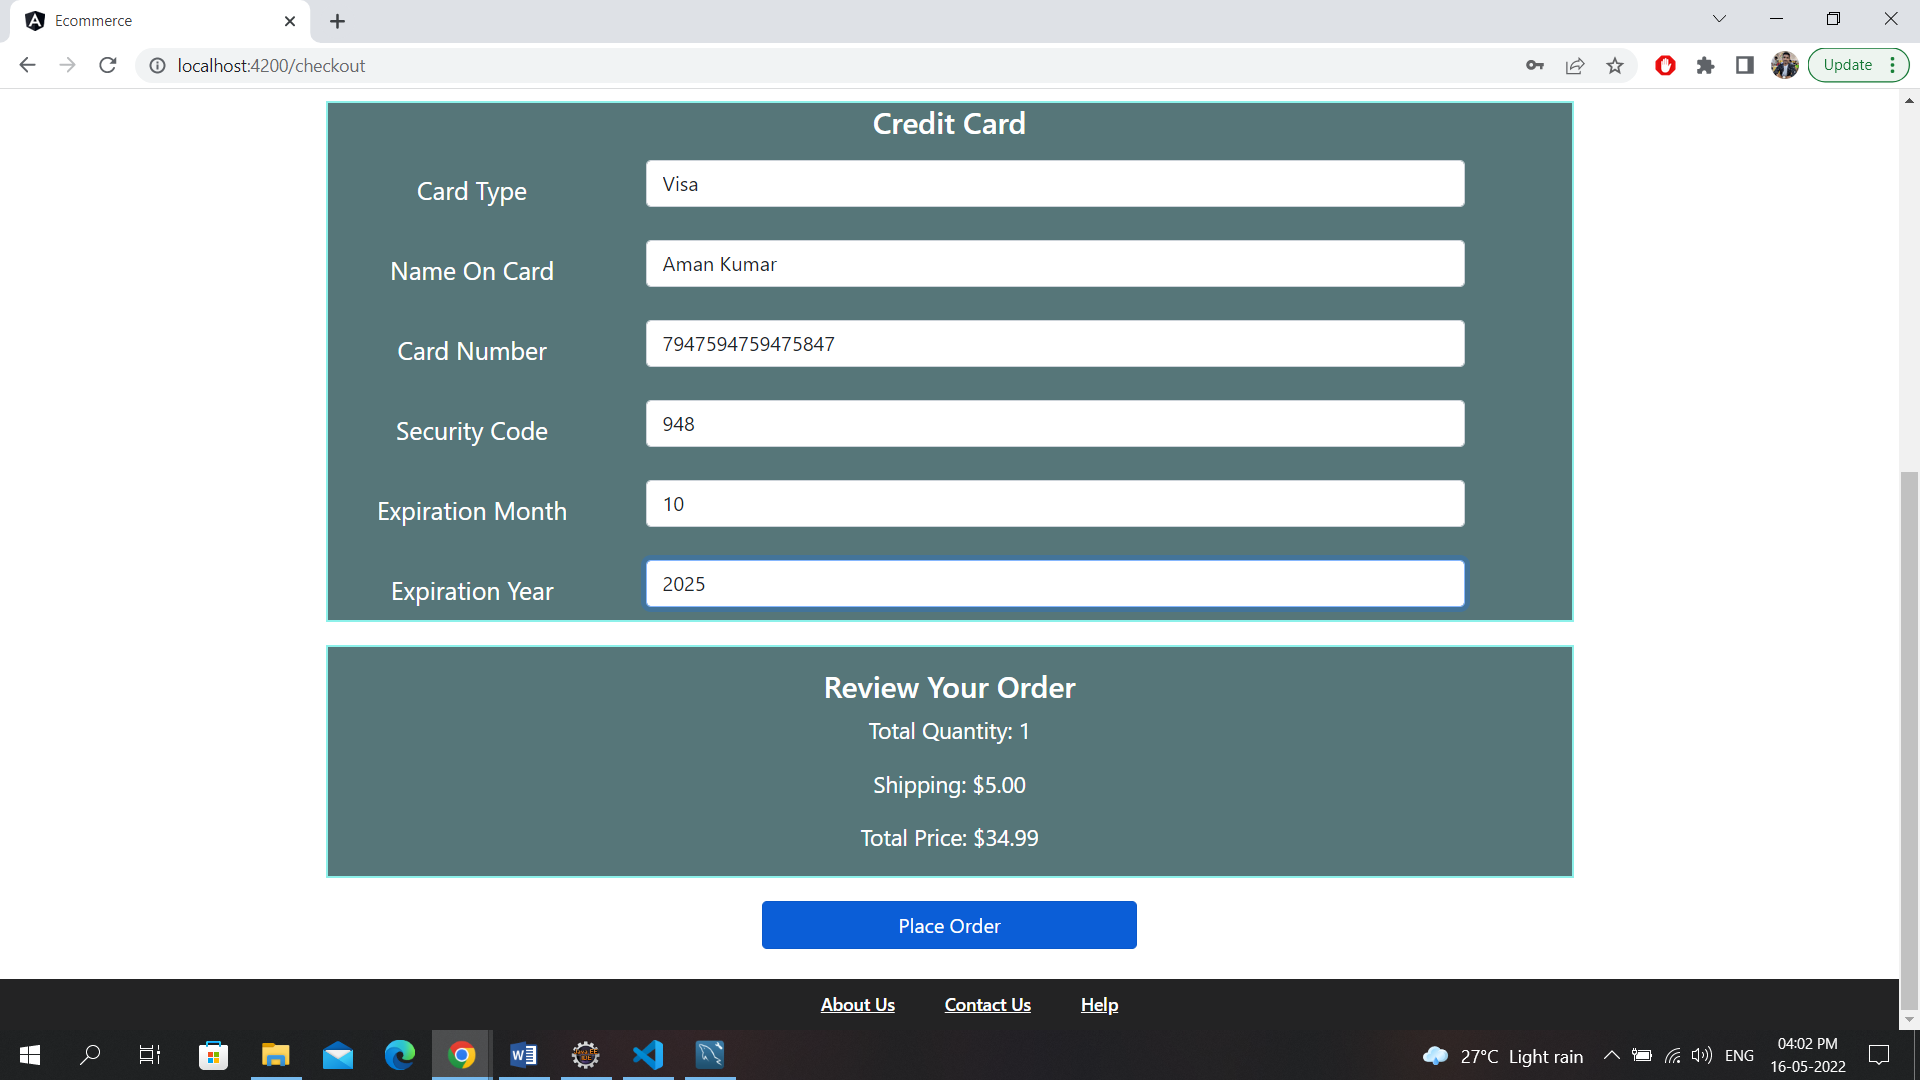 Ecommerce
localhost:4200/checkout
Update
Credit Card
Card Type
Visa
Name On Card
Aman Kumar
Card Number
7947594759475847
Security Code
948
Expiration Month
10
Expiration Year
2025
Review Your Order
Total Quantity: 1
Shipping: $5.00
Total Price: $34.99
Place Order
About Us Contact Us Help
27°C Light rain
ENG
04:02 PM
16-05-2022